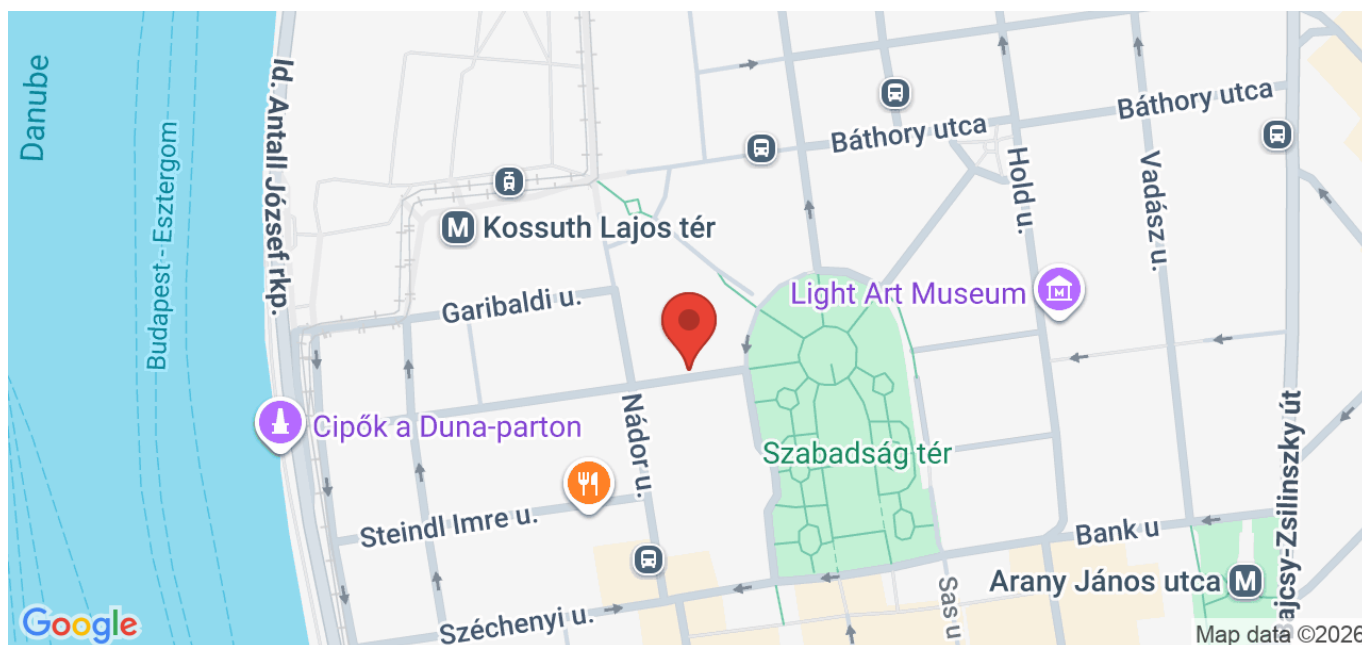 Danube
Budapest - Esztergom
Id. Antall József rkp.
Báthory utca
Báthory utca
Hold u.
Vadász u.
M Kossuth Lajos tér
Garibaldi u.
Light Art Museum
Nádor u.
Cipők a Duna-parton
Szabadság tér
Steindl Imre u.
Bank u
Bajcsy-Zsilinszky út
Arany János utca M
Sas u
Széchenyi u.
Google
Map data ©2026